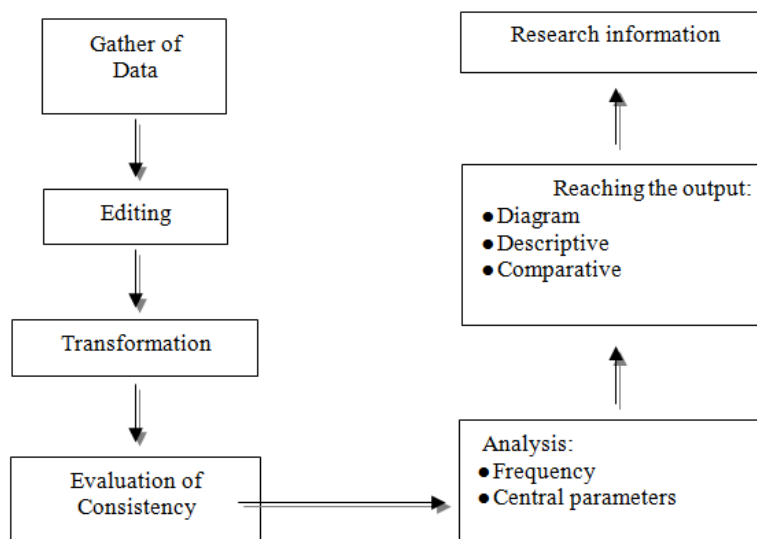 Gather of
Data
Editing
Transformation
Evaluation of
Consistency
Analysis:
●Frequency
●Central parameters
Reaching the output:
●Diagram
●Descriptive
●Comparative
Research information